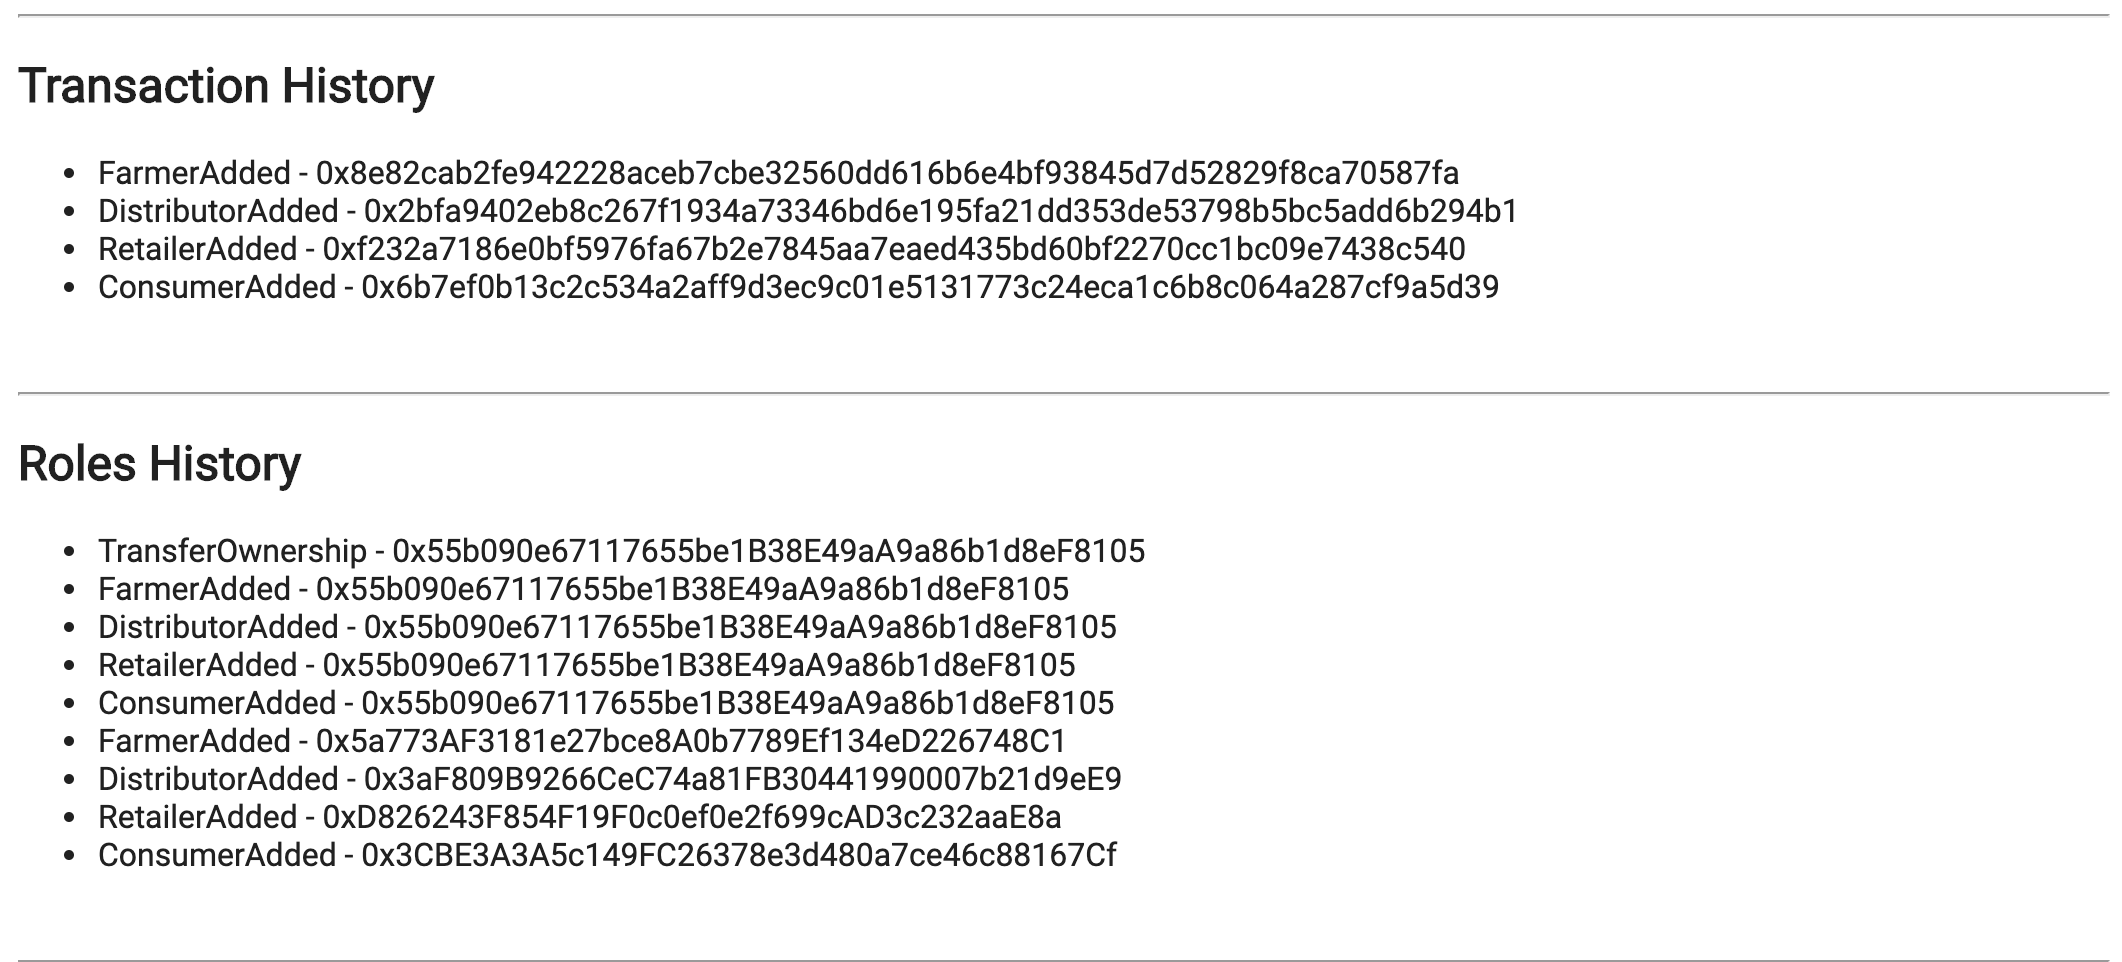 Transaction History
• FarmerAdded - 0x8e82cab2fe942228aceb7cbe32560dd616b6e4bf93845d7d52829f8ca70587fa
• DistributorAdded - 0x2bfa9402eb8c267f1934a73346bd6e195fa21dd353de53798b5bc5add6b294b1
• RetailerAdded - 0xf232a7186e0bf5976fa67b2e7845aa7eaed435bd60bf2270cc1bc09e7438c540
• ConsumerAdded - 0x6b7ef0b13c2c534a2aff9d3ec9c01e5131773c24eca1c6b8c064a287cf9a5d39
Roles History
• TransferOwnership - 0x55b090e67117655be1B38E49aA9a86b1d8eF8105
• FarmerAdded - 0x55b090e67117655be1B38E49aA9a86b1d8eF8105
• DistributorAdded - 0x55b090e67117655be1B38E49aA9a86b1d8eF8105
• RetailerAdded - 0x55b090e67117655be1B38E49aA9a86b1d8eF8105
• ConsumerAdded - 0x55b090e67117655be1B38E49aA9a86b1d8eF8105
• FarmerAdded - 0x5a773AF3181e27bce8A0b7789Ef134eD226748C1
• DistributorAdded - 0x3aF809B9266CeC74a81FB30441990007b21d9eE9
• RetailerAdded - 0xD826243F854F19F0c0ef0e2f699cAD3c232aaE8a
• ConsumerAdded - 0x3CBE3A3A5c149FC26378e3d480a7ce46c88167Cf